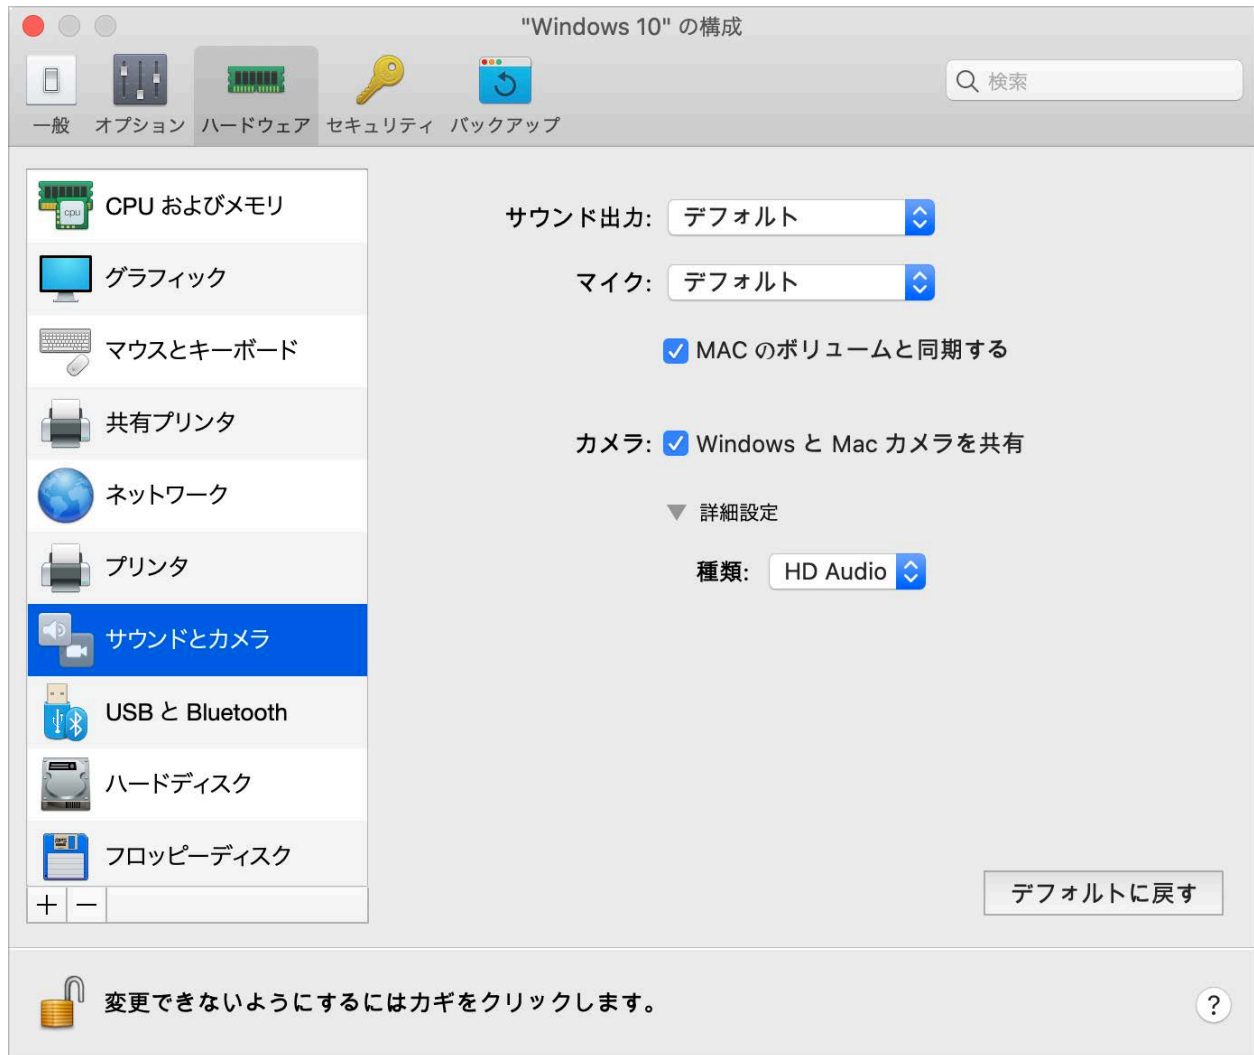 "Windows 10" の構成
検索
一般 オプション ハードウェア セキュリティ バックアップ
CPU およびメモリ
グラフィック
マウスとキーボード
共有プリンタ
ネットワーク
プリンタ
サウンドとカメラ
USB と Bluetooth
ハードディスク
フロッピーディスク
サウンド出力: デフォルト
マイク: デフォルト
MAC のボリュームと同期する
カメラ: Windows と Mac カメラを共有
詳細設定
種類: HD Audio
デフォルトに戻す
変更できないようにするにはカギをクリックします。
?